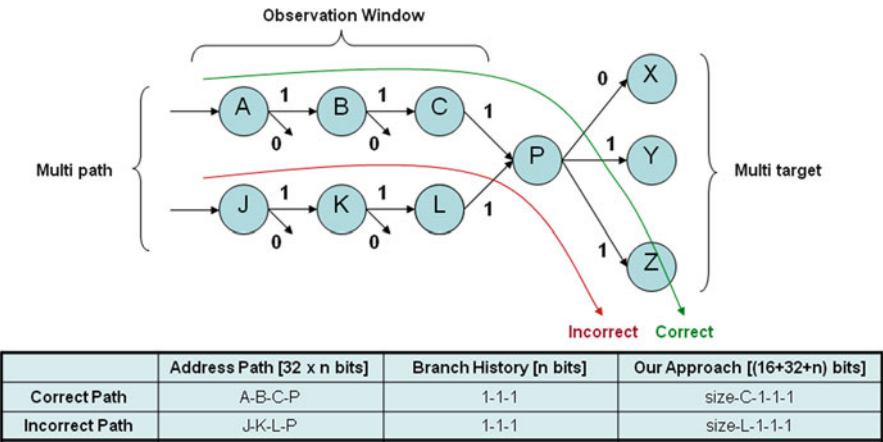 Observation Window
Multi path
A 1 B 1 C 1
0 0
J 1 K 1 L 1
0 0
P
0 X
1 Y
1 Z
Multi target
Incorrect Correct
Address Path [32 x n bits] Branch History [n bits] Our Approach [(16+32+n) bits]
Correct Path A-B-C-P 1-1-1 size-C-1-1-1
Incorrect Path J-K-L-P 1-1-1 size-L-1-1-1